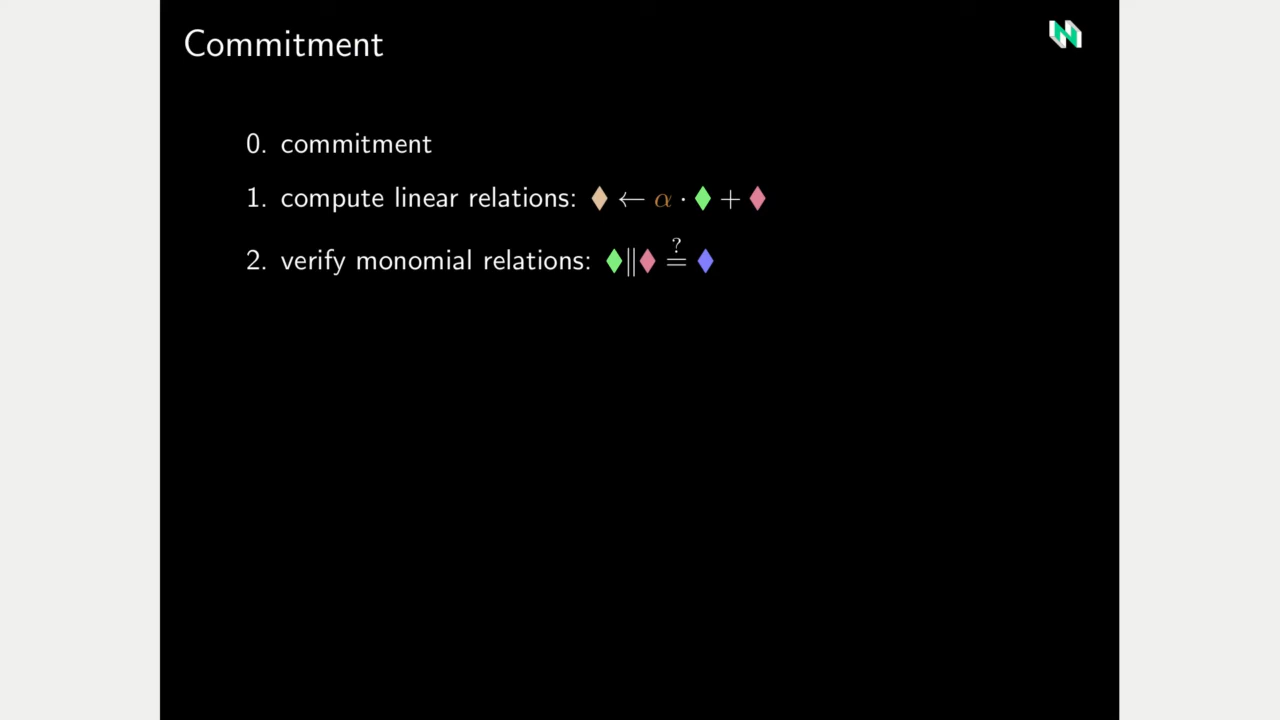 Commitment
0. commitment
1. compute linear relations: ♦ ← α · ♦ + ♦
2. verify monomial relations: ♦∥♦ ≟ ♦